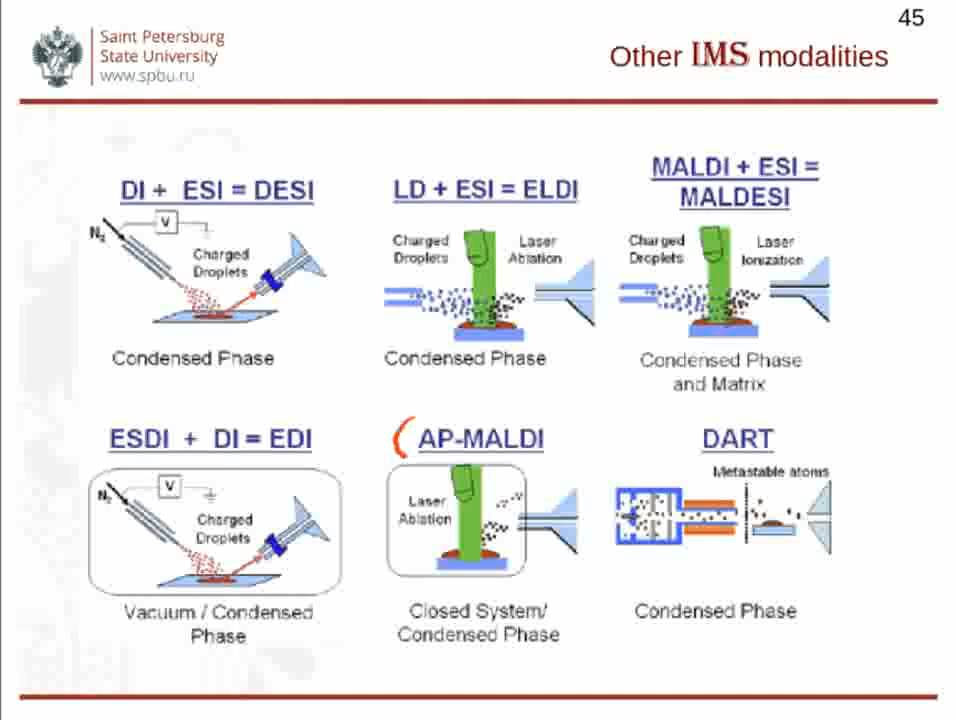 45
Saint Petersburg
State University
www.spbu.ru
Other IMS modalities
DI + ESI = DESI
N2
V
Charged
Droplets
Condensed Phase
LD + ESI = ELDI
Charged
Droplets
Laser
Ablation
Condensed Phase
MALDI + ESI =
MALDESI
Charged
Droplets
Laser
Ionization
Condensed Phase
and Matrix
ESDI + DI = EDI
N2
V
Charged
Droplets
Vacuum / Condensed
Phase
AP-MALDI
Laser
Ablation
Closed System/
Condensed Phase
DART
Metastable atoms
Condensed Phase